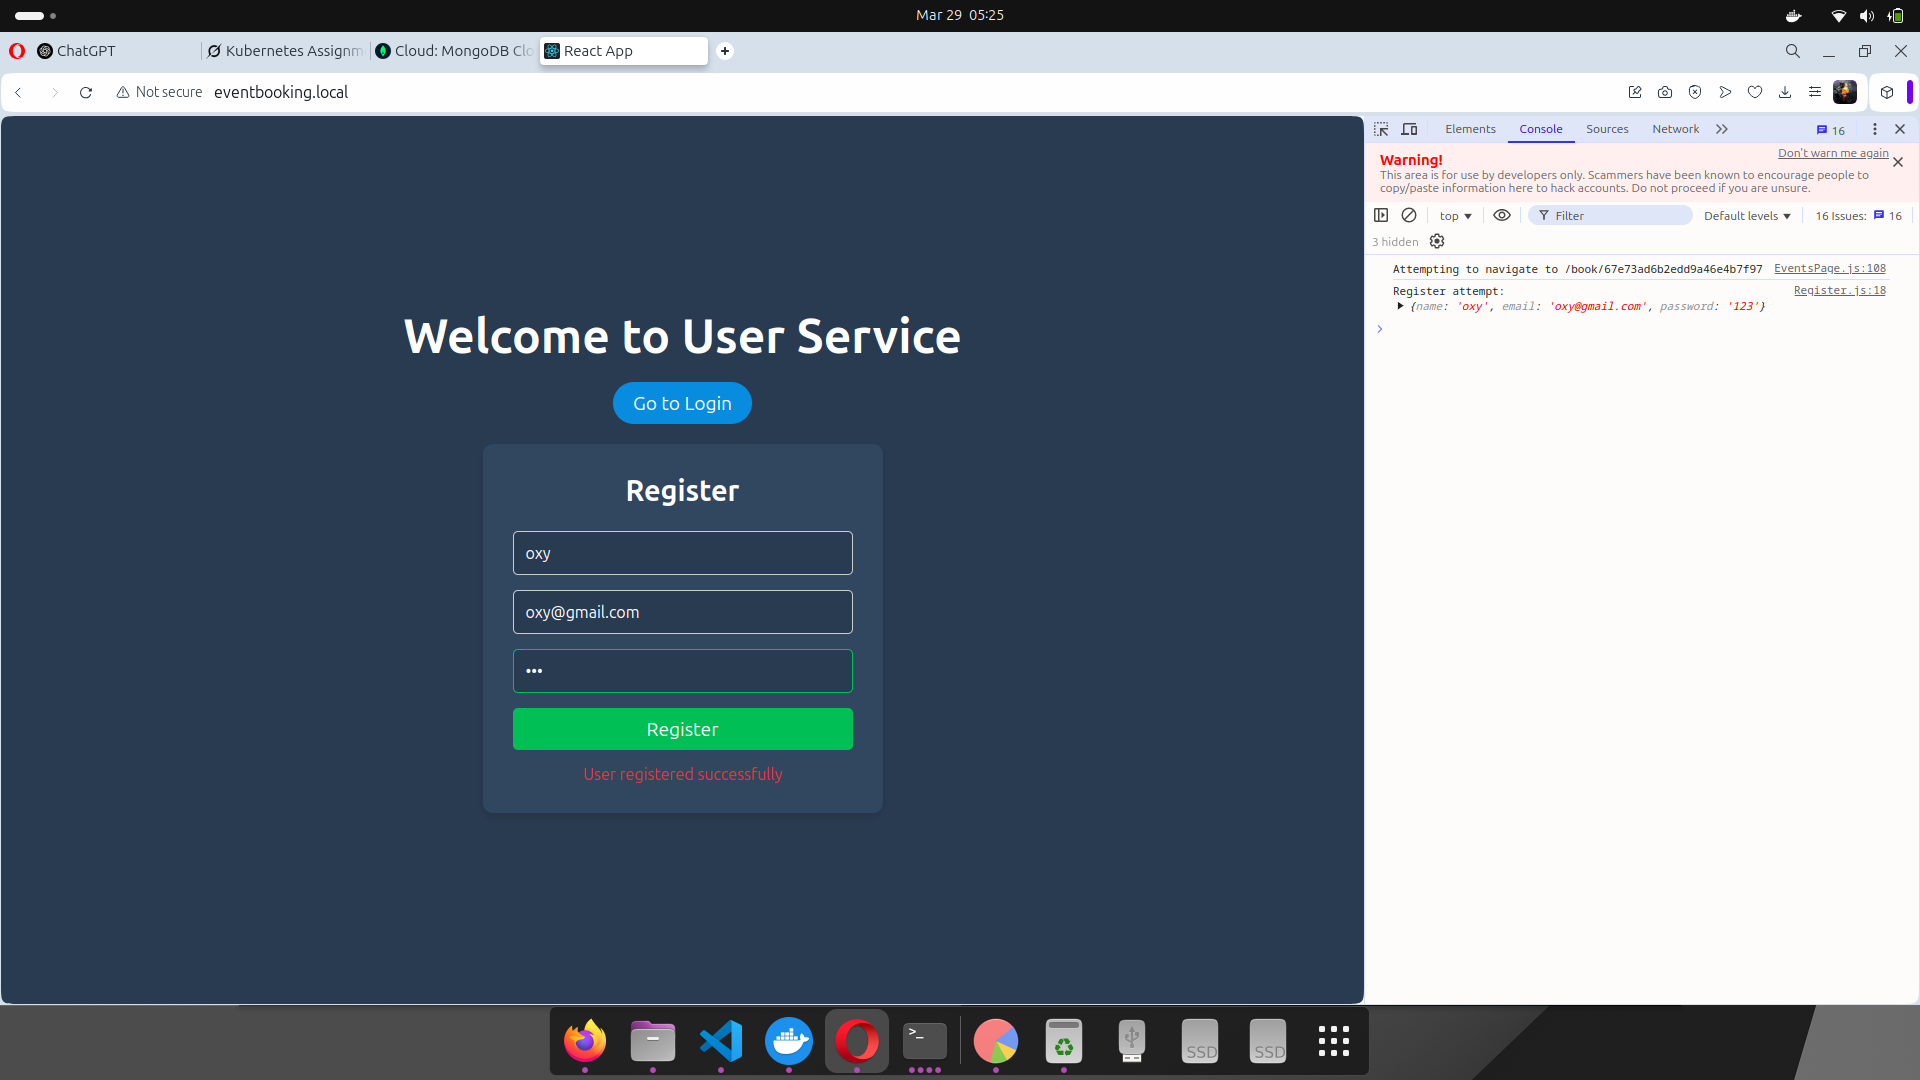 Mar 29 05:25
ChatGPT
Kubernetes Assignm
Cloud: MongoDB Clo
React App
Not secure
eventbooking.local
Welcome to User Service
Go to Login
Register
oxy
oxy@gmail.com
•••
Register
User registered successfully
Elements
Console
Sources
Network
16
Warning!
Don't warn me again
This area is for use by developers only. Scammers have been known to encourage people to
copy/paste information here to hack accounts. Do not proceed if you are unsure.
top
Filter
Default levels
16 Issues:
16
3 hidden
Attempting to navigate to /book/67e73ad6b2edd9a46e4b7f97
EventsPage.js:108
Register attempt:
Register.js:18
{name: 'oxy', email: 'oxy@gmail.com', password: '123'}
>_
SSD
SSD